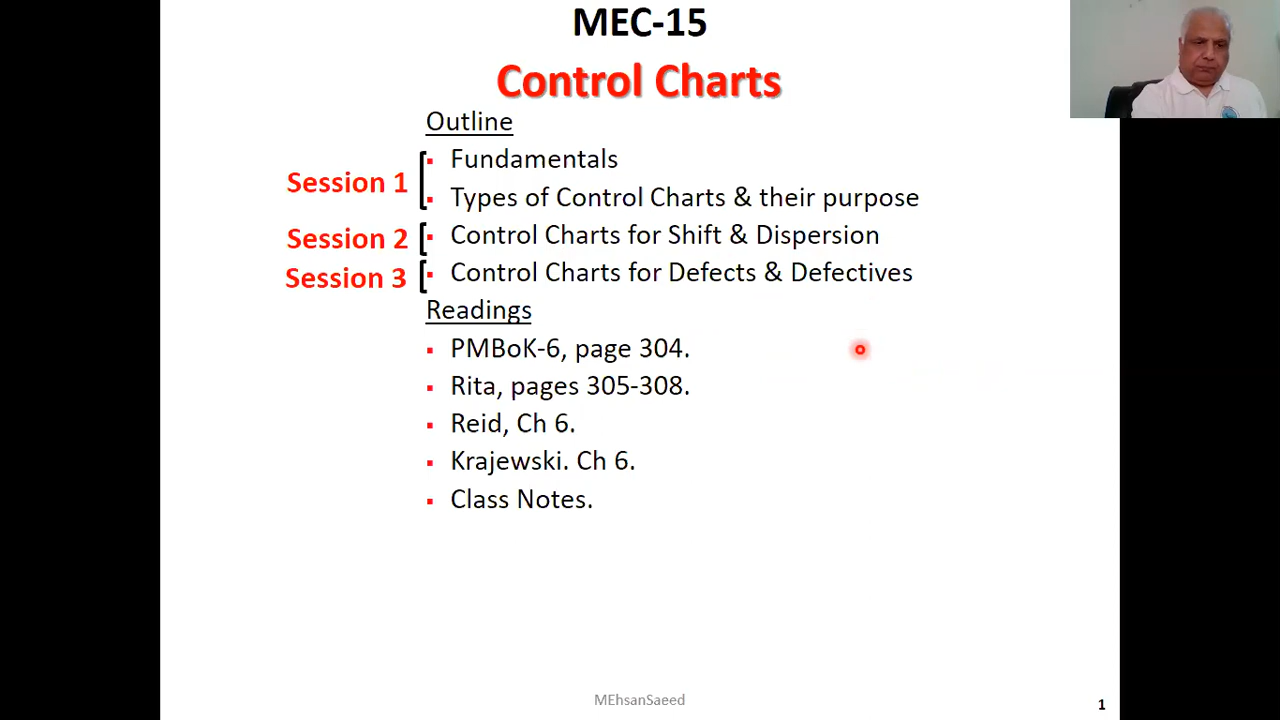 MEC-15
Control Charts
Outline
Session 1
▪ Fundamentals
▪ Types of Control Charts & their purpose
Session 2
▪ Control Charts for Shift & Dispersion
Session 3
▪ Control Charts for Defects & Defectives
Readings
▪ PMBoK-6, page 304.
▪ Rita, pages 305-308.
▪ Reid, Ch 6.
▪ Krajewski. Ch 6.
▪ Class Notes.
MEhsanSaeed
1